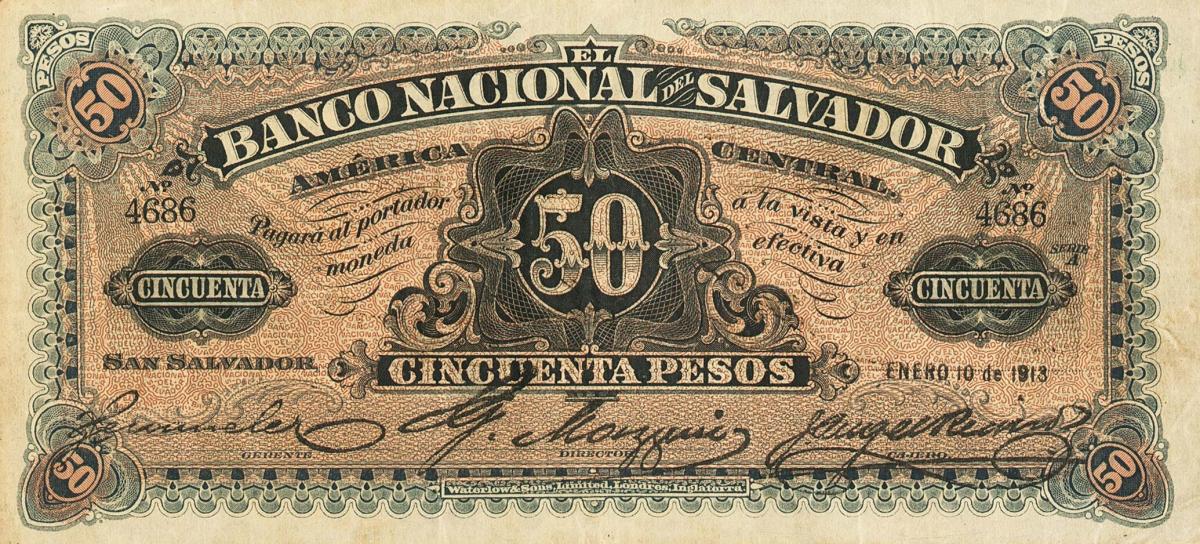 PESOS
PESOS
50
50
EL
BANCO NACIONAL DEL SALVADOR
AMÉRICA CENTRAL.
Nº 4686
Nº 4686
Pagará al portador a la vista y en
moneda efectiva
SERIE A
50
CINCUENTA
CINCUENTA
SAN SALVADOR
CINCUENTA PESOS
ENERO 10 de 1913
GERENTE
DIRECTOR
CAJERO
50
50
Waterlow & Sons, Limited, Londres, Inglaterra